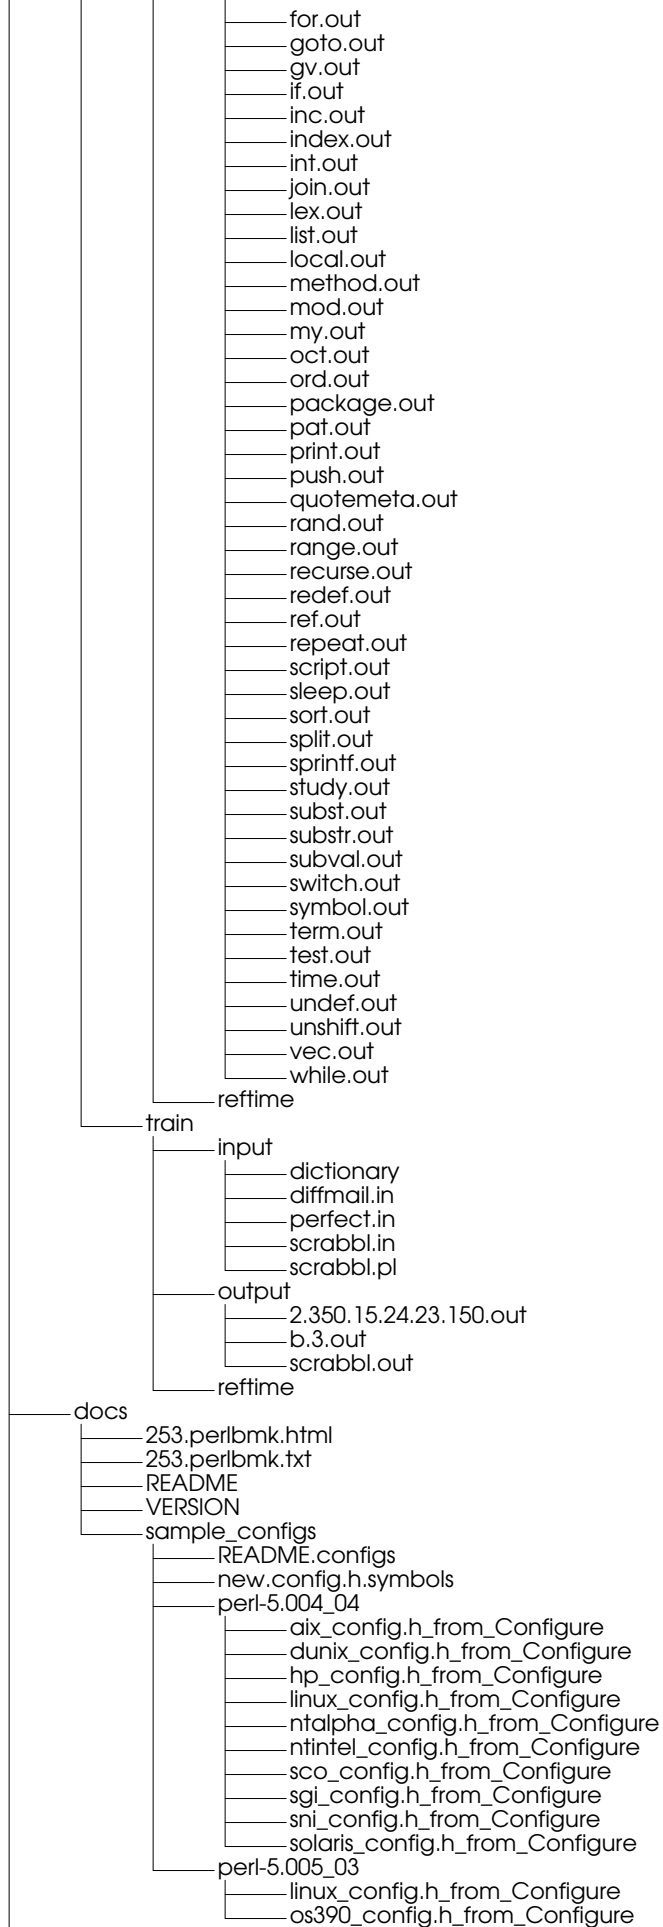 for.out
goto.out
gv.out
if.out
inc.out
index.out
int.out
join.out
lex.out
list.out
local.out
method.out
mod.out
my.out
oct.out
ord.out
package.out
pat.out
print.out
push.out
quotemeta.out
rand.out
range.out
recurse.out
redef.out
ref.out
repeat.out
script.out
sleep.out
sort.out
split.out
sprintf.out
study.out
subst.out
substr.out
subval.out
switch.out
symbol.out
term.out
test.out
time.out
undef.out
unshift.out
vec.out
while.out
reftime
train
input
dictionary
diffmail.in
perfect.in
scrabbl.in
scrabbl.pl
output
2.350.15.24.23.150.out
b.3.out
scrabbl.out
reftime
docs
253.perlbmk.html
253.perlbmk.txt
README
VERSION
sample_configs
README.configs
new.config.h.symbols
perl-5.004_04
aix_config.h_from_Configure
dunix_config.h_from_Configure
hp_config.h_from_Configure
linux_config.h_from_Configure
ntalpha_config.h_from_Configure
ntintel_config.h_from_Configure
sco_config.h_from_Configure
sgi_config.h_from_Configure
sni_config.h_from_Configure
solaris_config.h_from_Configure
perl-5.005_03
linux_config.h_from_Configure
os390_config.h_from_Configure